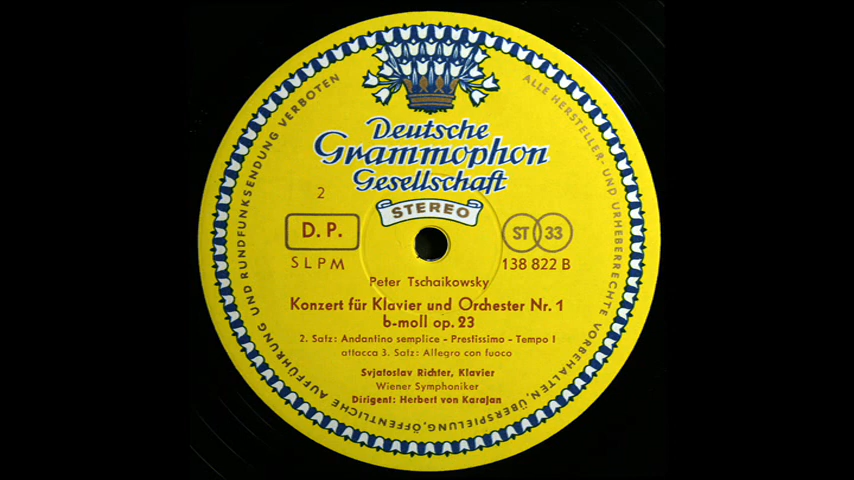 Deutsche
Grammophon
Gesellschaft
STEREO
2
D. P.
ST 33
SLPM
138 822 B
Peter Tschaikowsky
Konzert für Klavier und Orchester Nr. 1
b-moll op. 23
2. Satz: Andantino semplice - Prestissimo - Tempo I
attacca 3. Satz: Allegro con fuoco
Svjatoslav Richter, Klavier
Wiener Symphoniker
Dirigent: Herbert von Karajan
ALLE HERSTELLER- UND URHEBERRECHTE VORBEHALTEN, ÜBERSPIELUNG, ÖFFENTLICHE AUFFÜHRUNG UND RUNDFUNKSENDUNG VERBOTEN